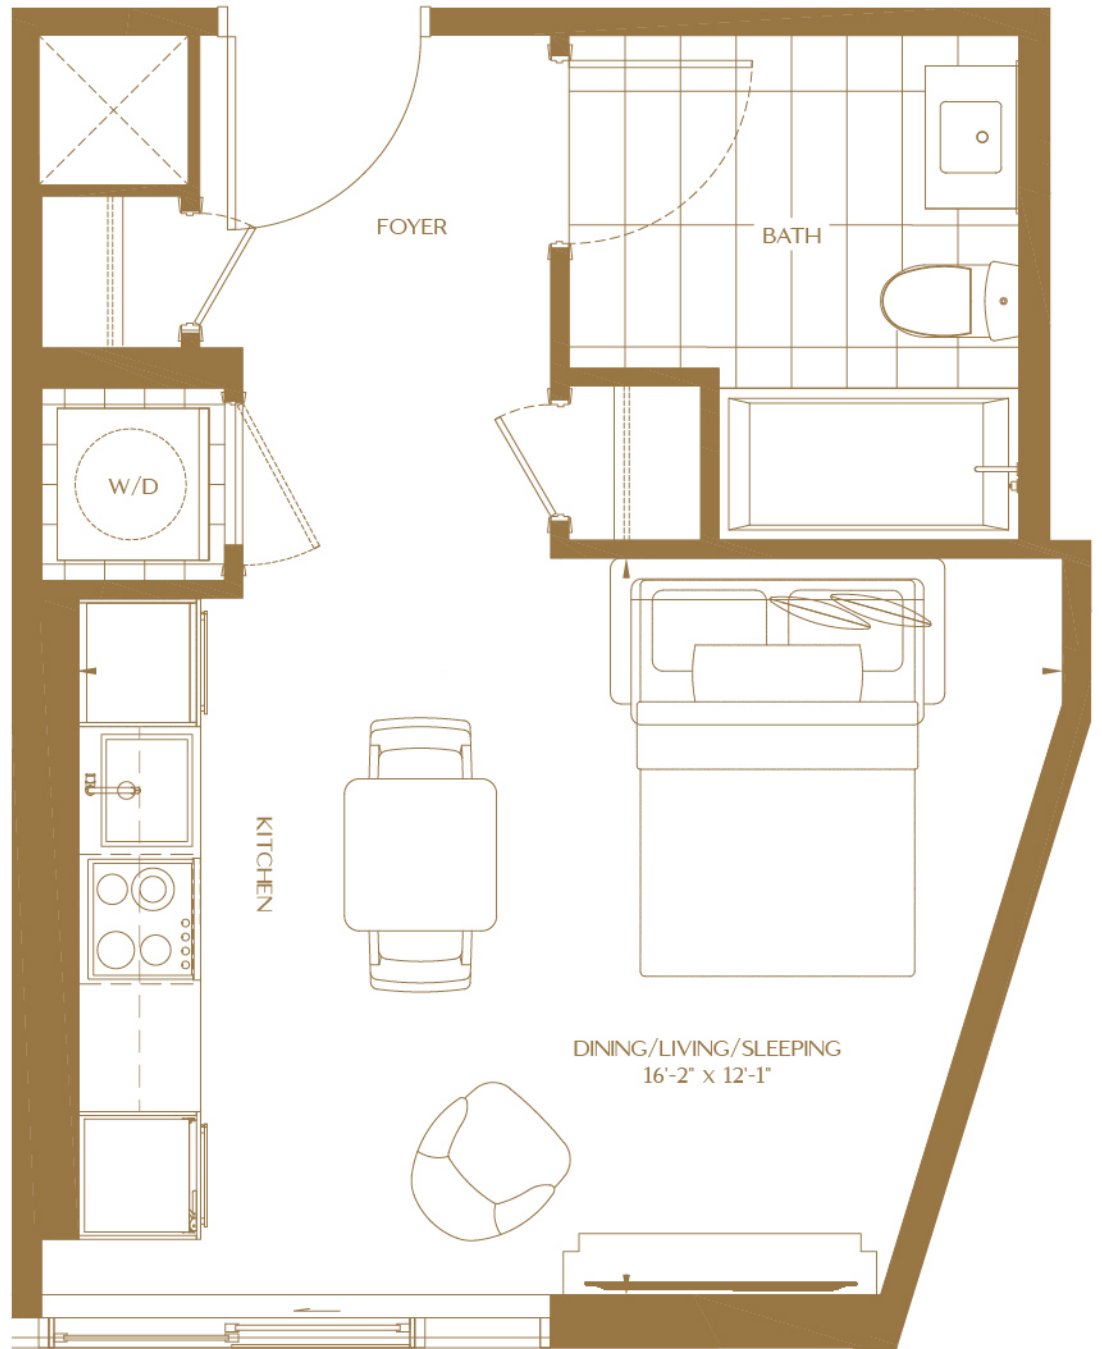 FOYER
BATH
W/D
KITCHEN
DINING/LIVING/SLEEPING
16'-2" X 12'-1"